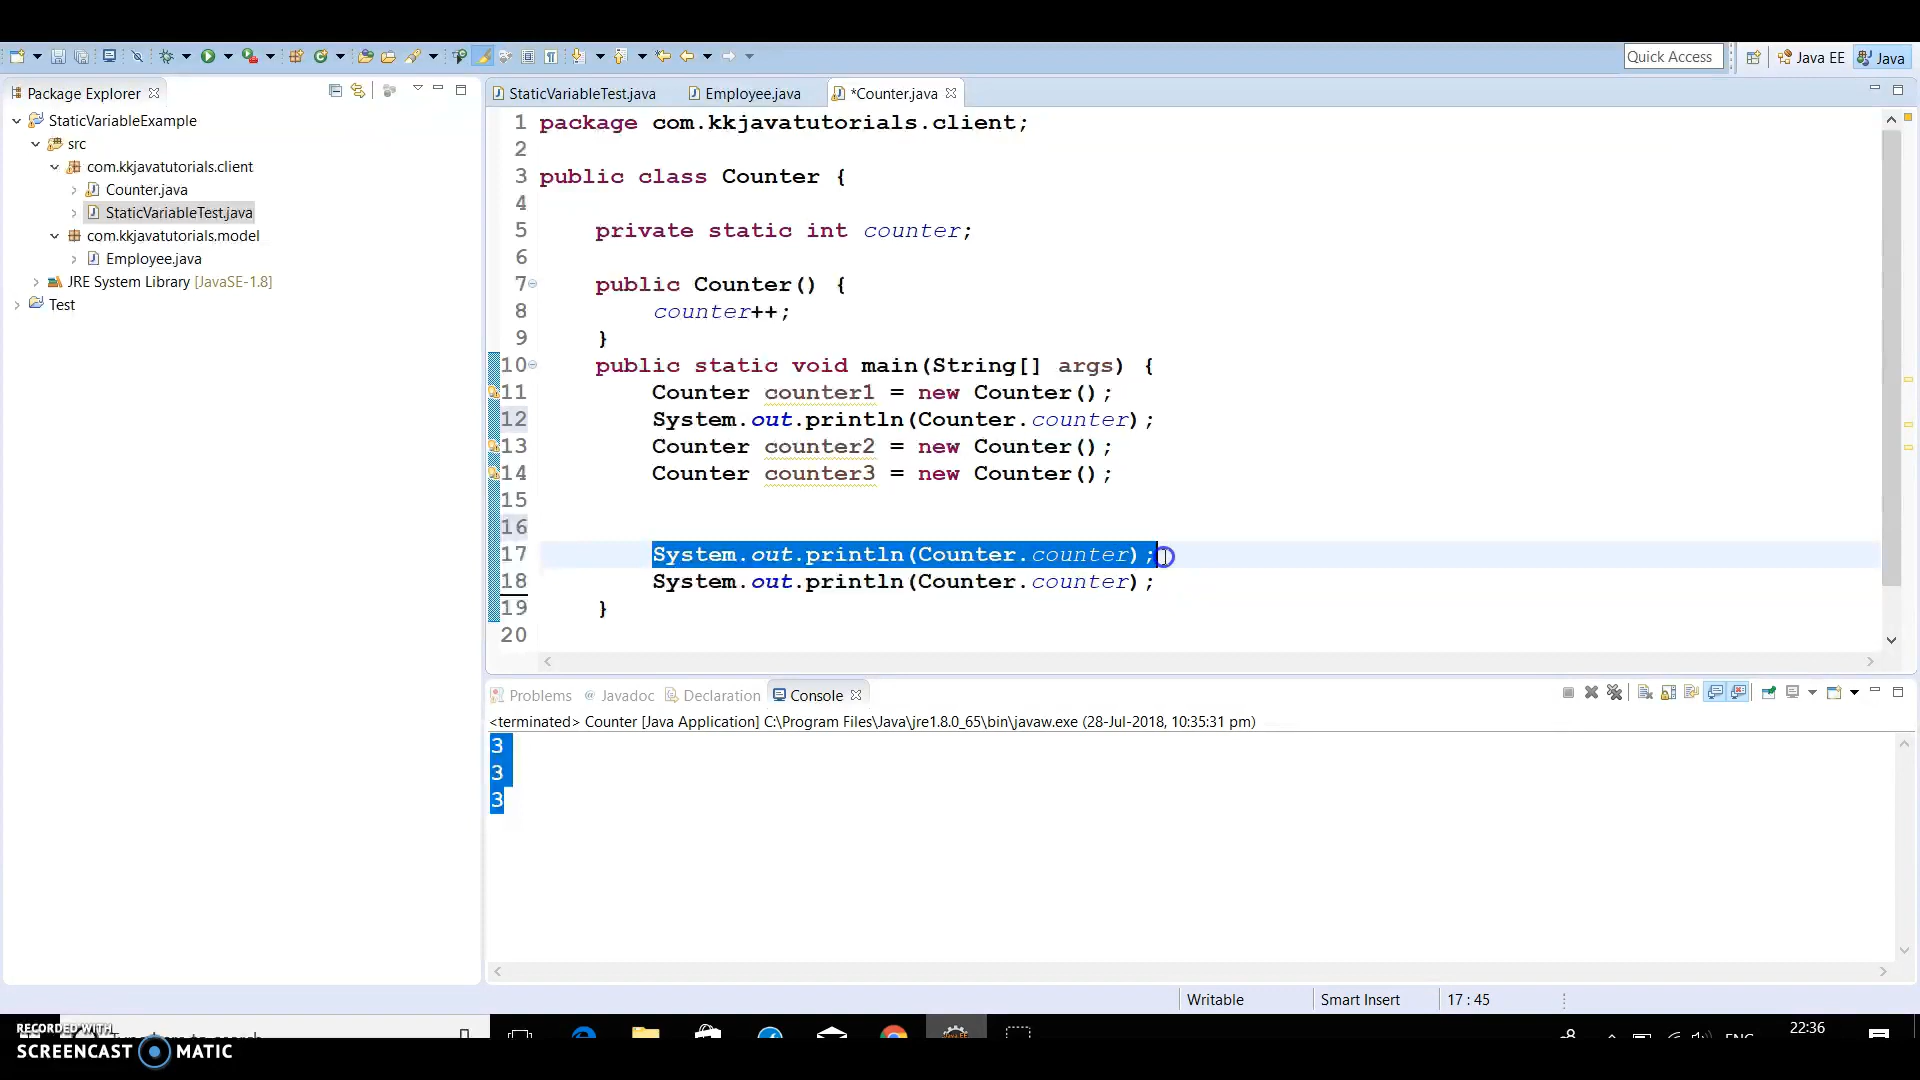 Quick Access
Java EE
Java
Package Explorer
StaticVariableExample
src
com.kkjavatutorials.client
Counter.java
StaticVariableTest.java
com.kkjavatutorials.model
Employee.java
JRE System Library [JavaSE-1.8]
Test
StaticVariableTest.java
Employee.java
*Counter.java
1 package com.kkjavatutorials.client;
2
3 public class Counter {
4
5 private static int counter;
6
7 public Counter() {
8 counter++;
9 }
10 public static void main(String[] args) {
11 Counter counter1 = new Counter();
12 System.out.println(Counter.counter);
13 Counter counter2 = new Counter();
14 Counter counter3 = new Counter();
15
16
17 System.out.println(Counter.counter);
18 System.out.println(Counter.counter);
19 }
20
Problems
@ Javadoc
Declaration
Console
<terminated> Counter [Java Application] C:\Program Files\Java\jre1.8.0_65\bin\javaw.exe (28-Jul-2018, 10:35:31 pm)
3
3
3
Writable
Smart Insert
17 : 45
RECORDED WITH
SCREENCAST MATIC
22:36